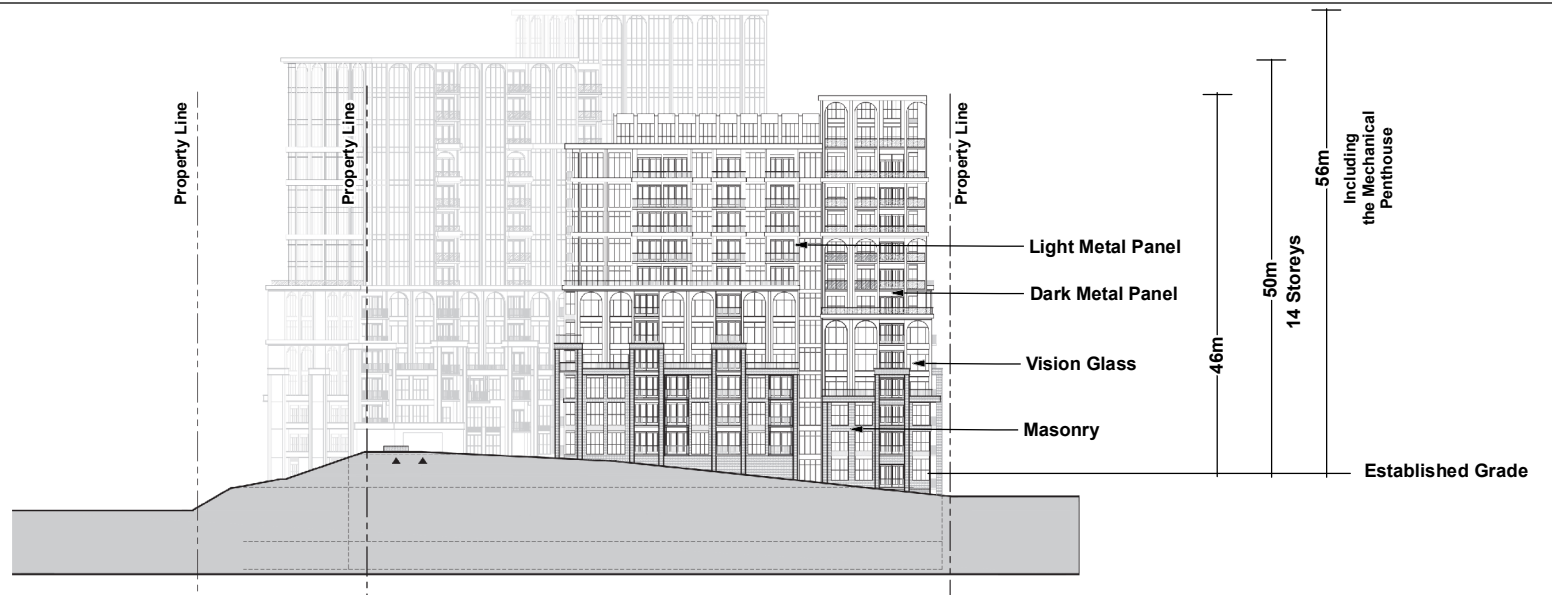 Property Line
Property Line
Property Line
Light Metal Panel
Dark Metal Panel
Vision Glass
Masonry
Established Grade
46m
50m
14 Storeys
56m
Including
the Mechanical
Penthouse